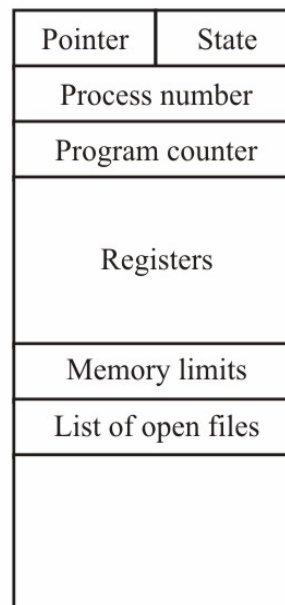 Pointer State
Process number
Program counter
Registers
Memory limits
List of open files